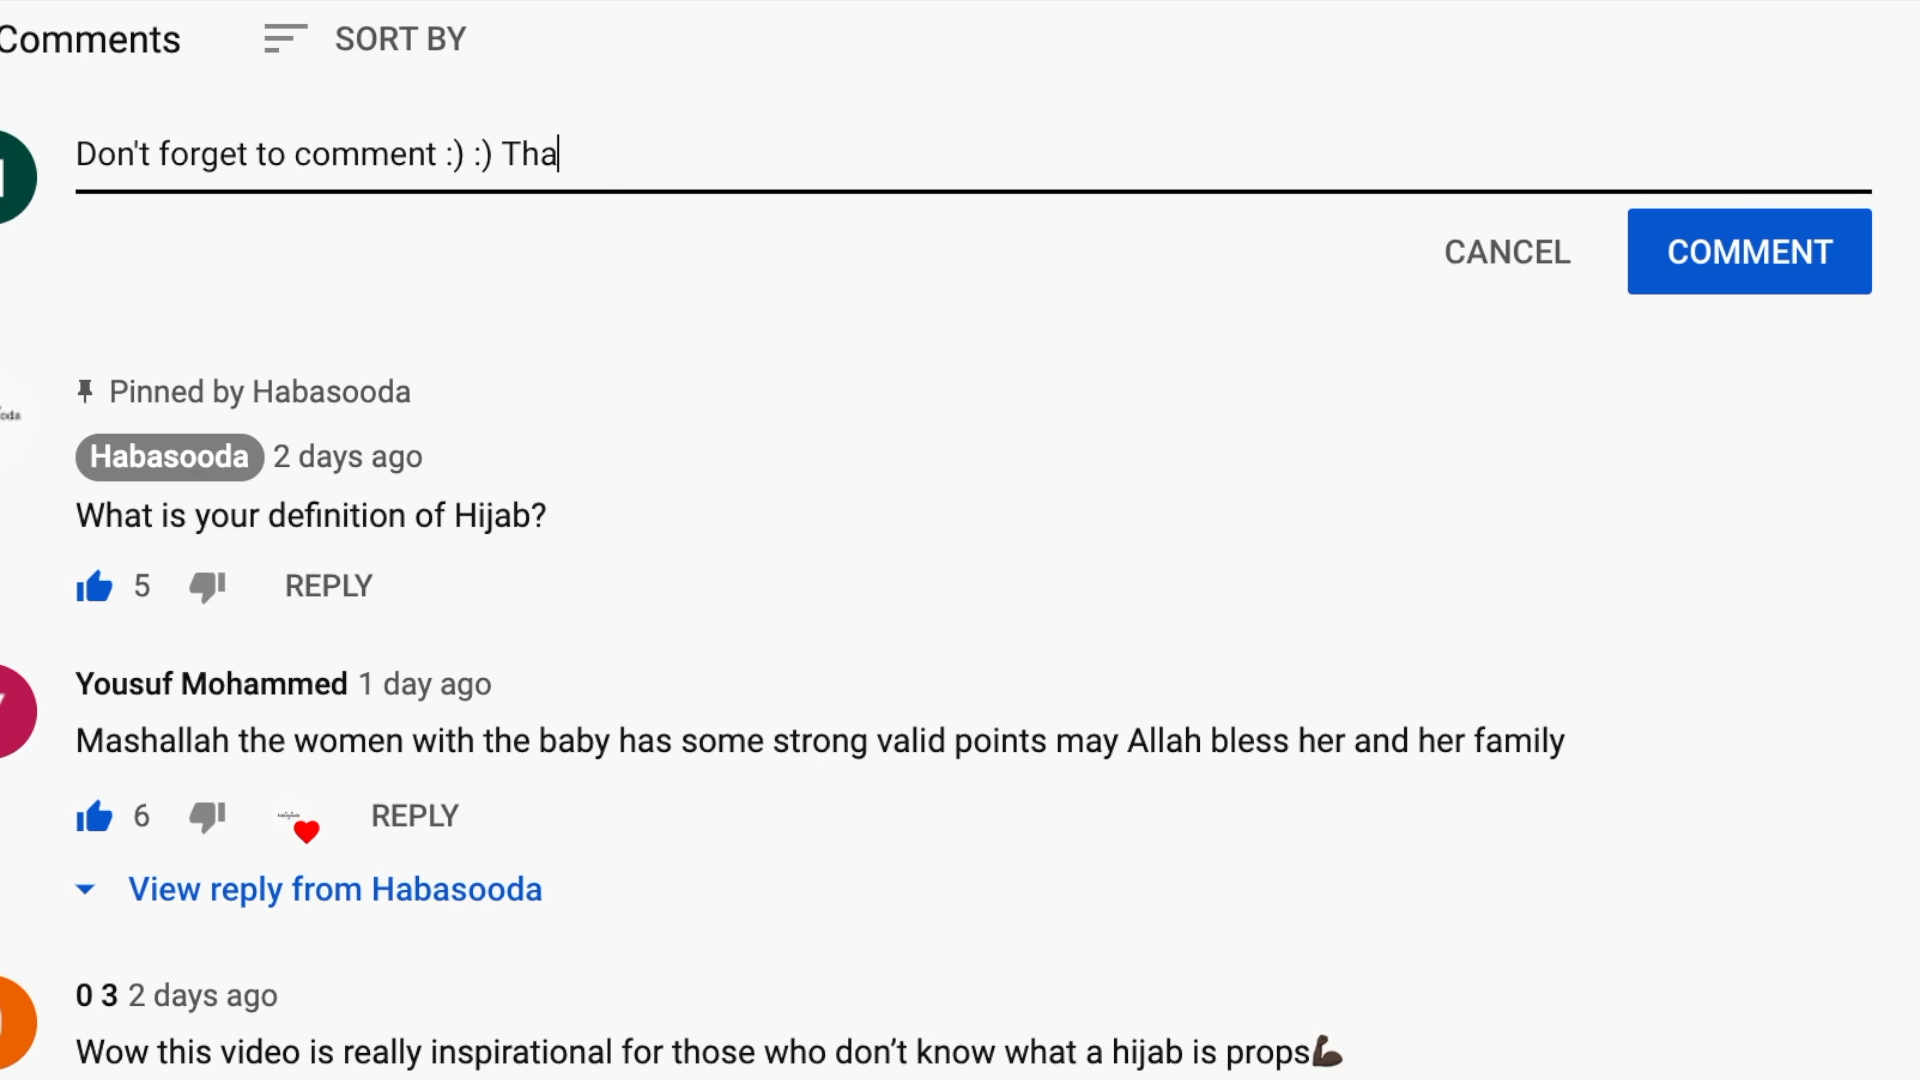 Comments SORT BY
Don't forget to comment :) :) Tha
CANCEL COMMENT
Pinned by Habasooda
Habasooda 2 days ago
What is your definition of Hijab?
5 REPLY
Yousuf Mohammed 1 day ago
Mashallah the women with the baby has some strong valid points may Allah bless her and her family
6 REPLY
View reply from Habasooda
0 3 2 days ago
Wow this video is really inspirational for those who don’t know what a hijab is props💪🏿